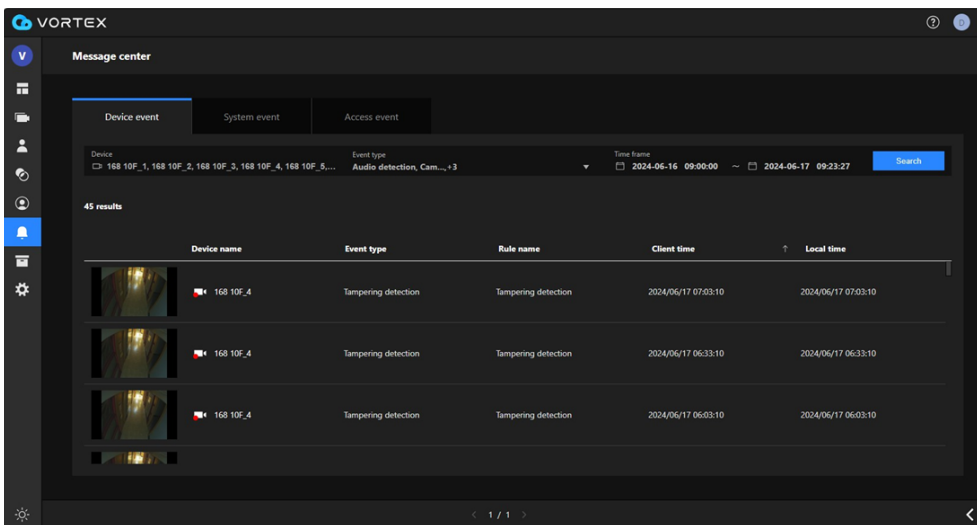 VORTEX
D
V
Message center
Device event System event Access event
Device Event type Time frame
168 10F_1, 168 10F_2, 168 10F_3, 168 10F_4, 168 10F_5,... Audio detection, Cam...,+3 2024-06-16 09:00:00 ~ 2024-06-17 09:23:27 Search
45 results
Device name Event type Rule name Client time Local time
168 10F_4 Tampering detection Tampering detection 2024/06/17 07:03:10 2024/06/17 07:03:10
168 10F_4 Tampering detection Tampering detection 2024/06/17 06:33:10 2024/06/17 06:33:10
168 10F_4 Tampering detection Tampering detection 2024/06/17 06:03:10 2024/06/17 06:03:10
1 / 1